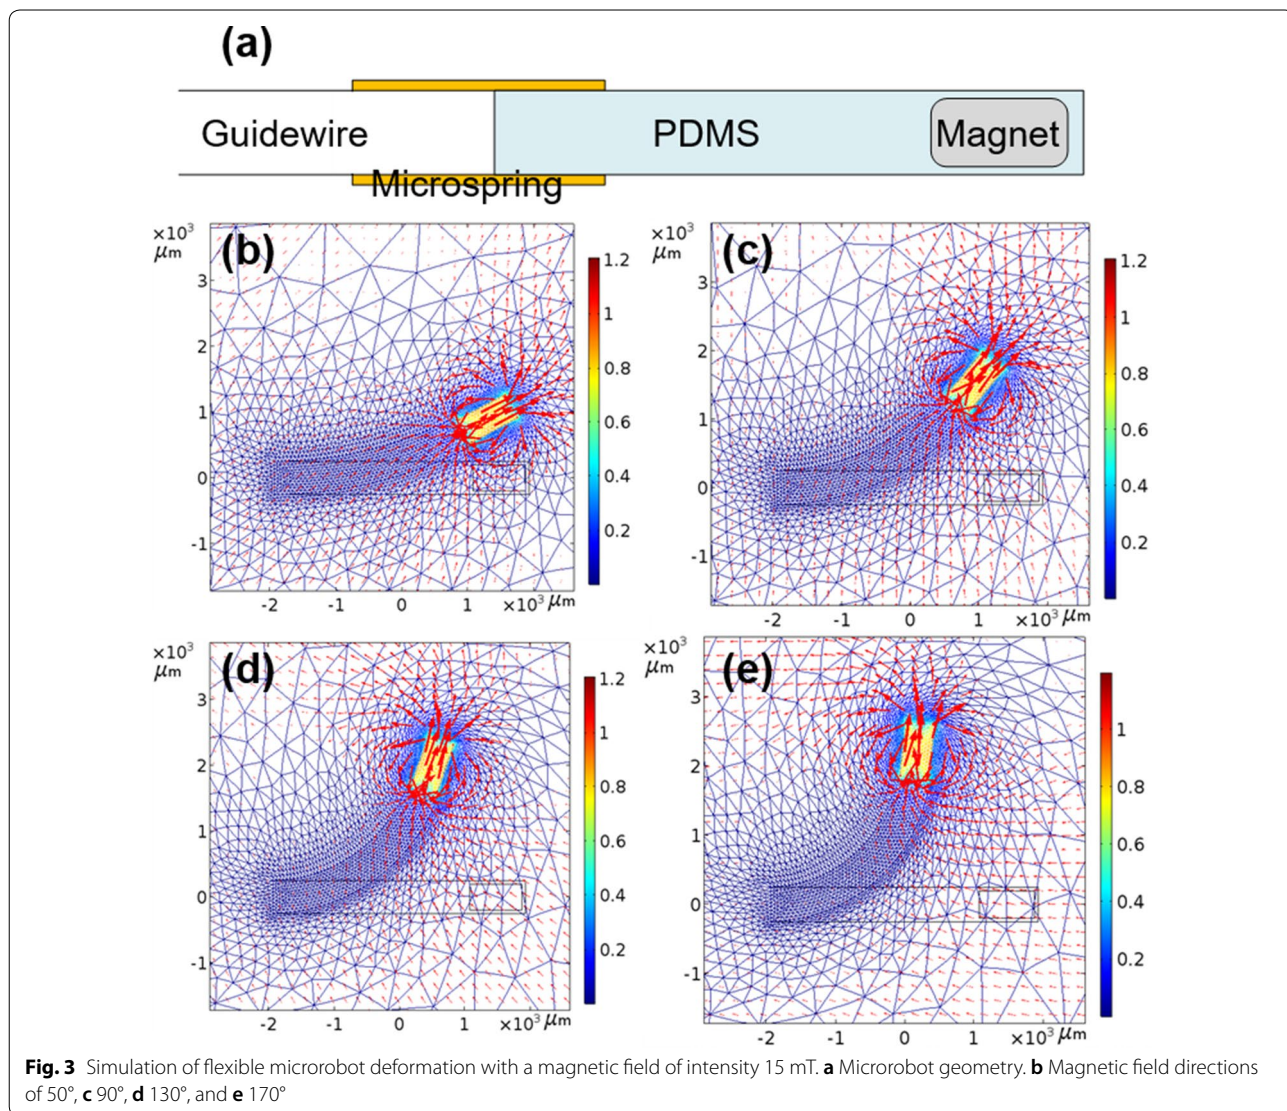 (a)
Guidewire
PDMS
Magnet
Microspring
×10³
μm
(b)
3
2
1
0
-1
-2 -1 0 1 ×10³ μm
1.2
1
0.8
0.6
0.4
0.2
×10³
μm
(c)
3
2
1
0
-1
-2 -1 0 1 ×10³ μm
1.2
1
0.8
0.6
0.4
0.2
×10³
μm
(d)
3
2
1
0
-1
-2 -1 0 1 ×10³ μm
1.2
1
0.8
0.6
0.4
0.2
×10³
μm
(e)
3
2
1
0
-1
-2 -1 0 1 ×10³ μm
1
0.8
0.6
0.4
0.2
Fig. 3 Simulation of flexible microrobot deformation with a magnetic field of intensity 15 mT. a Microrobot geometry. b Magnetic field directions
of 50°, c 90°, d 130°, and e 170°